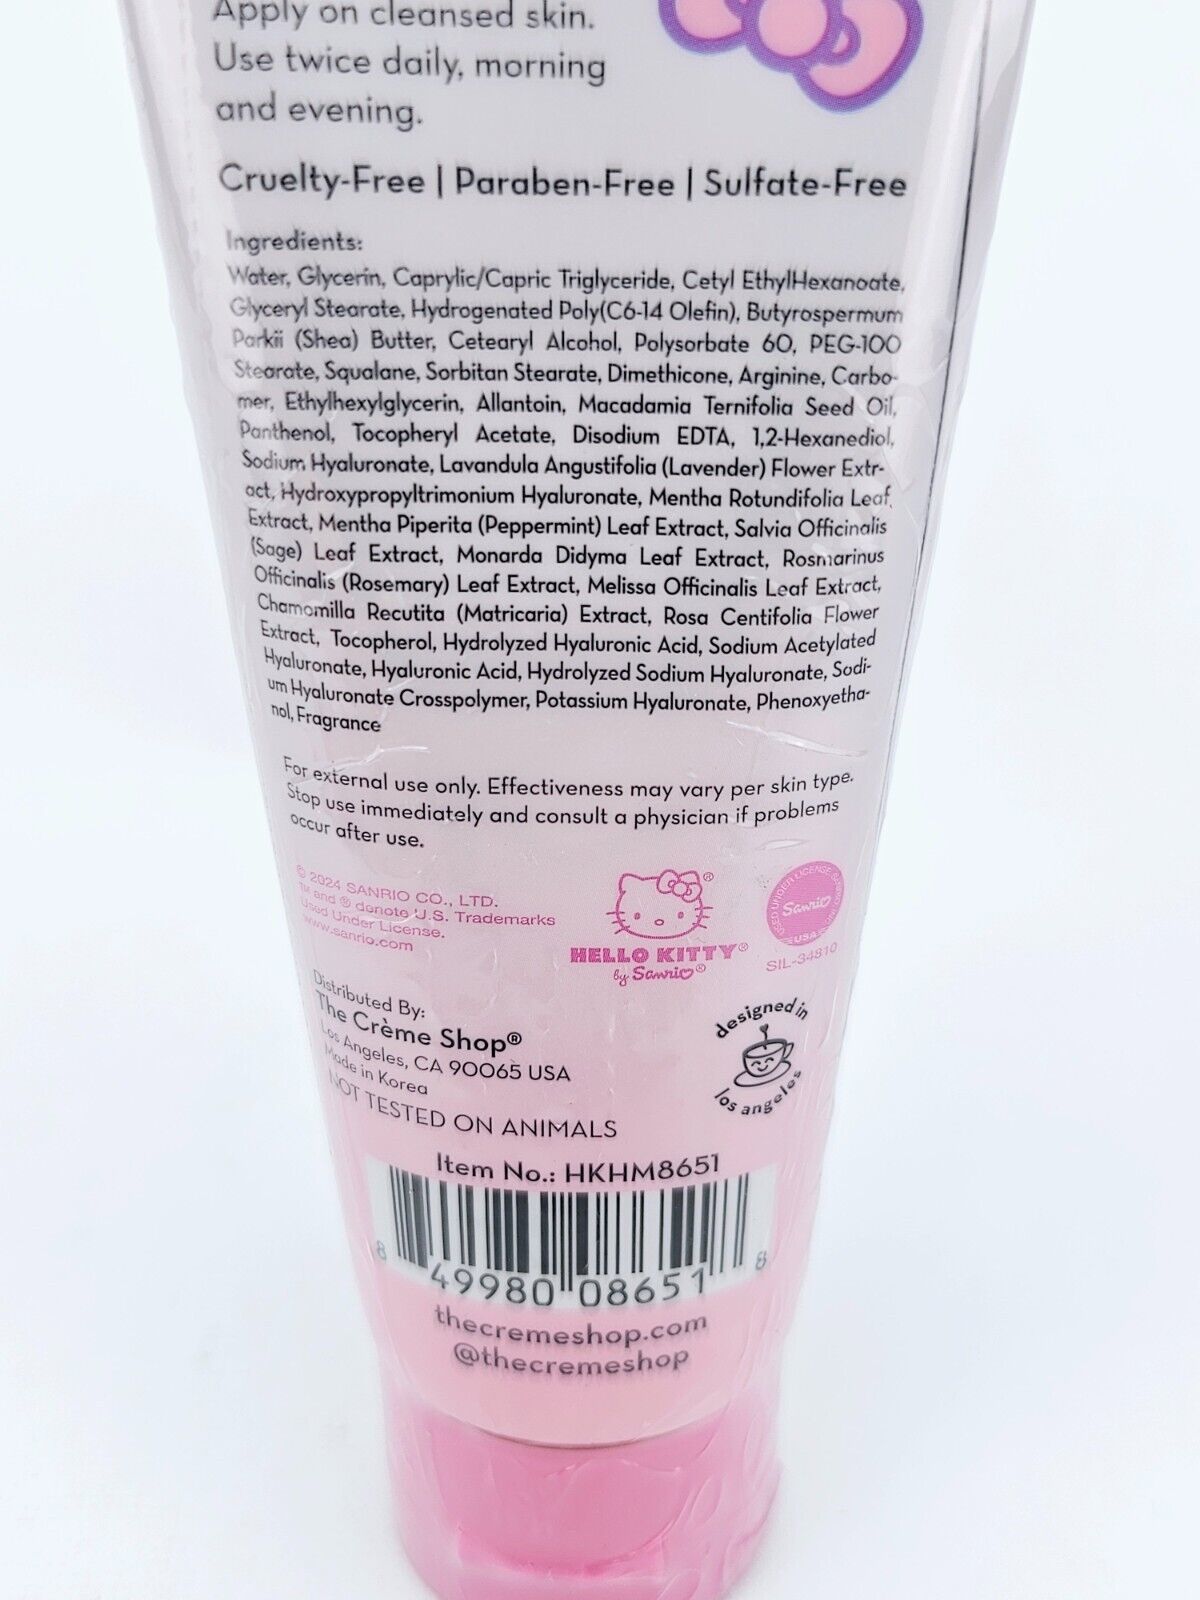 Apply on cleansed skin.
Use twice daily, morning
and evening.
Cruelty-Free | Paraben-Free | Sulfate-Free
Ingredients:
Water, Glycerin, Caprylic/Capric Triglyceride, Cetyl EthylHexanoate,
Glyceryl Stearate, Hydrogenated Poly(C6-14 Olefin), Butyrospermum
Parkii (Shea) Butter, Cetearyl Alcohol, Polysorbate 60, PEG-100
Stearate, Squalane, Sorbitan Stearate, Dimethicone, Arginine, Carbo-
mer, Ethylhexylglycerin, Allantoin, Macadamia Ternifolia Seed Oil,
Panthenol, Tocopheryl Acetate, Disodium EDTA, 1,2-Hexanediol,
Sodium Hyaluronate, Lavandula Angustifolia (Lavender) Flower Extr-
act, Hydroxypropyltrimonium Hyaluronate, Mentha Rotundifolia Leaf
Extract, Mentha Piperita (Peppermint) Leaf Extract, Salvia Officinalis
(Sage) Leaf Extract, Monarda Didyma Leaf Extract, Rosmarinus
Officinalis (Rosemary) Leaf Extract, Melissa Officinalis Leaf Extract,
Chamomilla Recutita (Matricaria) Extract, Rosa Centifolia Flower
Extract, Tocopherol, Hydrolyzed Hyaluronic Acid, Sodium Acetylated
Hyaluronate, Hyaluronic Acid, Hydrolyzed Sodium Hyaluronate, Sodi-
um Hyaluronate Crosspolymer, Potassium Hyaluronate, Phenoxyetha-
nol, Fragrance
For external use only. Effectiveness may vary per skin type.
Stop use immediately and consult a physician if problems
occur after use.
© 2024 SANRIO CO., LTD.
™ and ® denote U.S. Trademarks
Used Under License.
www.sanrio.com
HELLO KITTY®
by Sanrio®
USED UNDER LICENSE SANRIO, INC.
Sanrio
USA
SIL-34810
Distributed By:
The Crème Shop®
Los Angeles, CA 90065 USA
Made in Korea
NOT TESTED ON ANIMALS
designed in
los angeles
Item No.: HKHM8651
8 49980 08651 8
thecremeshop.com
@thecremeshop